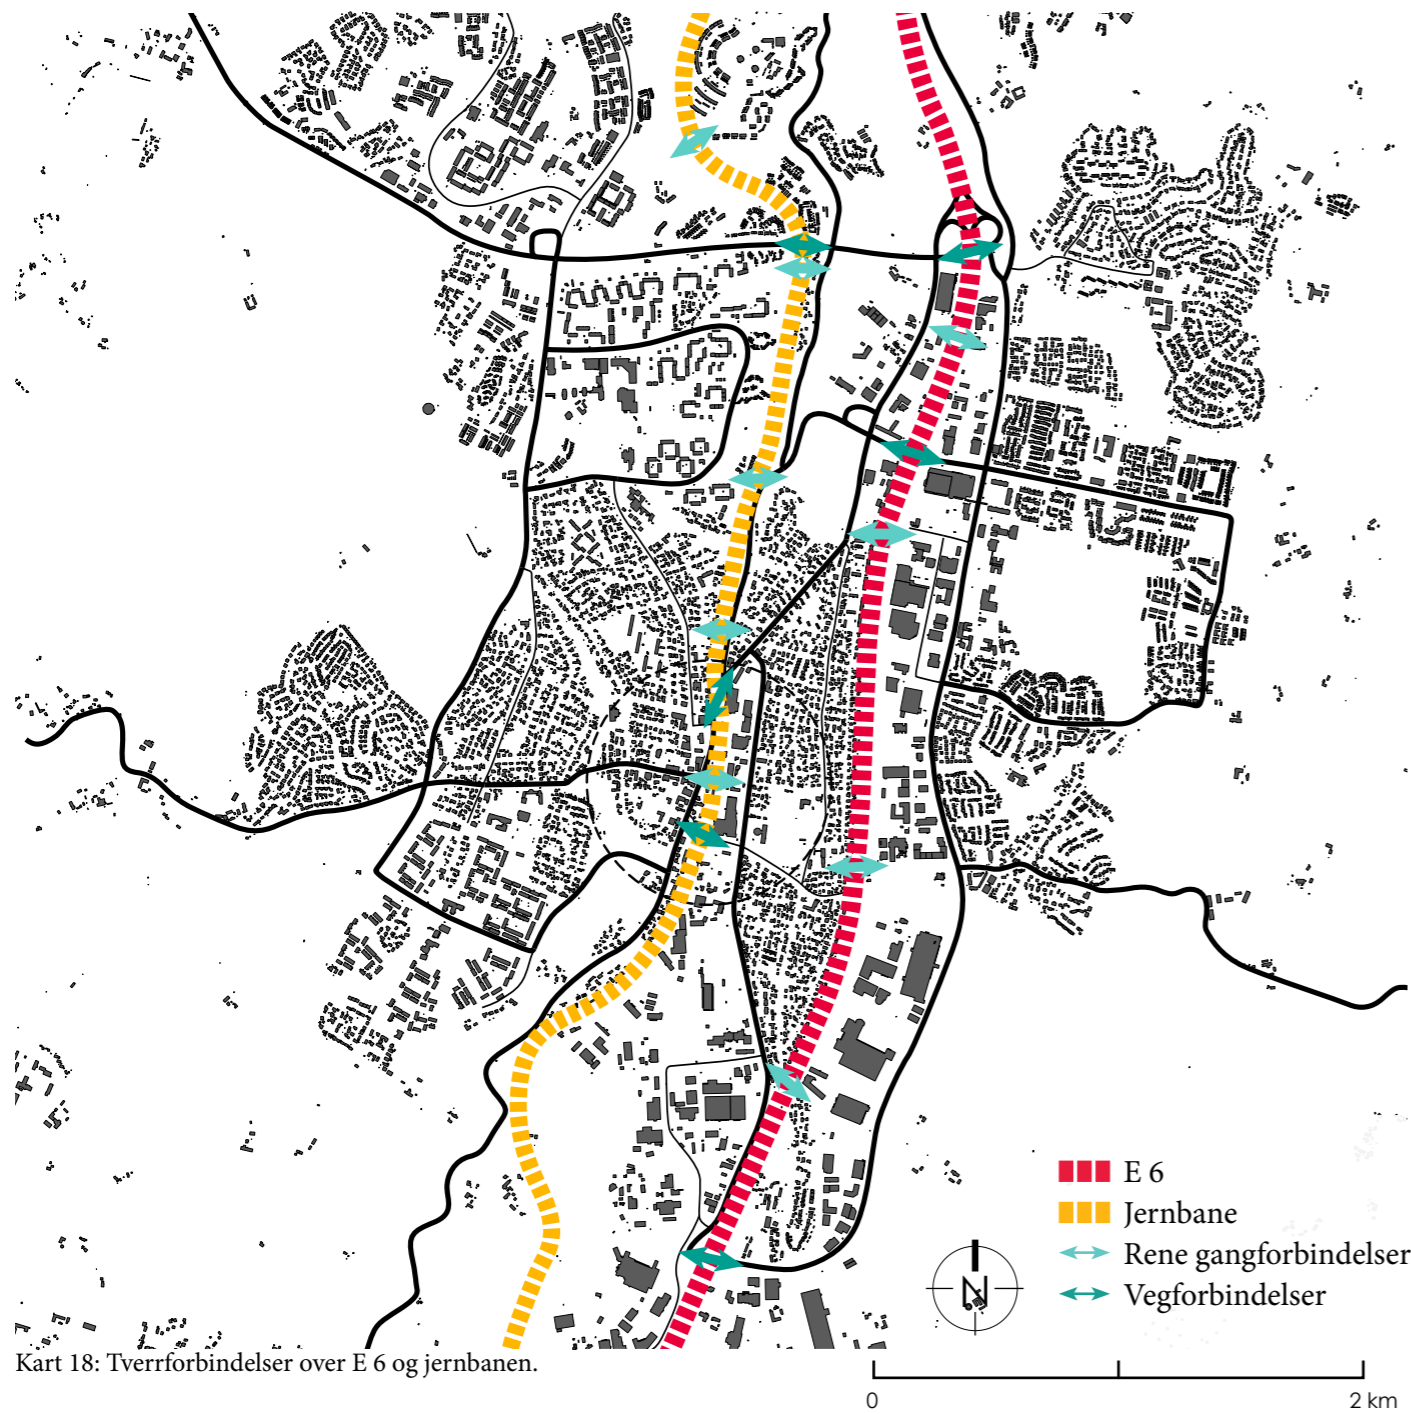 E 6
Jernbane
Rene gangforbindelser
Vegforbindelser
N
Kart 18: Tverrforbindelser over E 6 og jernbanen.
0
2 km